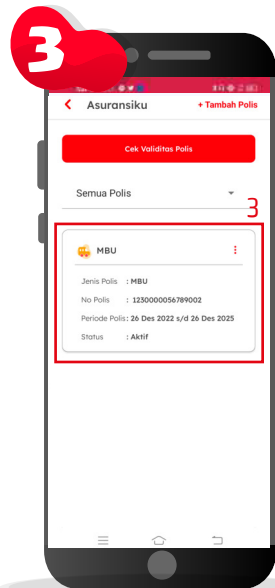 3
Asuransiku
+ Tambah Polis
Cek Validitas Polis
Semua Polis
3
MBU
Jenis Polis : MBU
No Polis : 1230000056789002
Periode Polis : 26 Des 2022 s/d 26 Des 2025
Status : Aktif